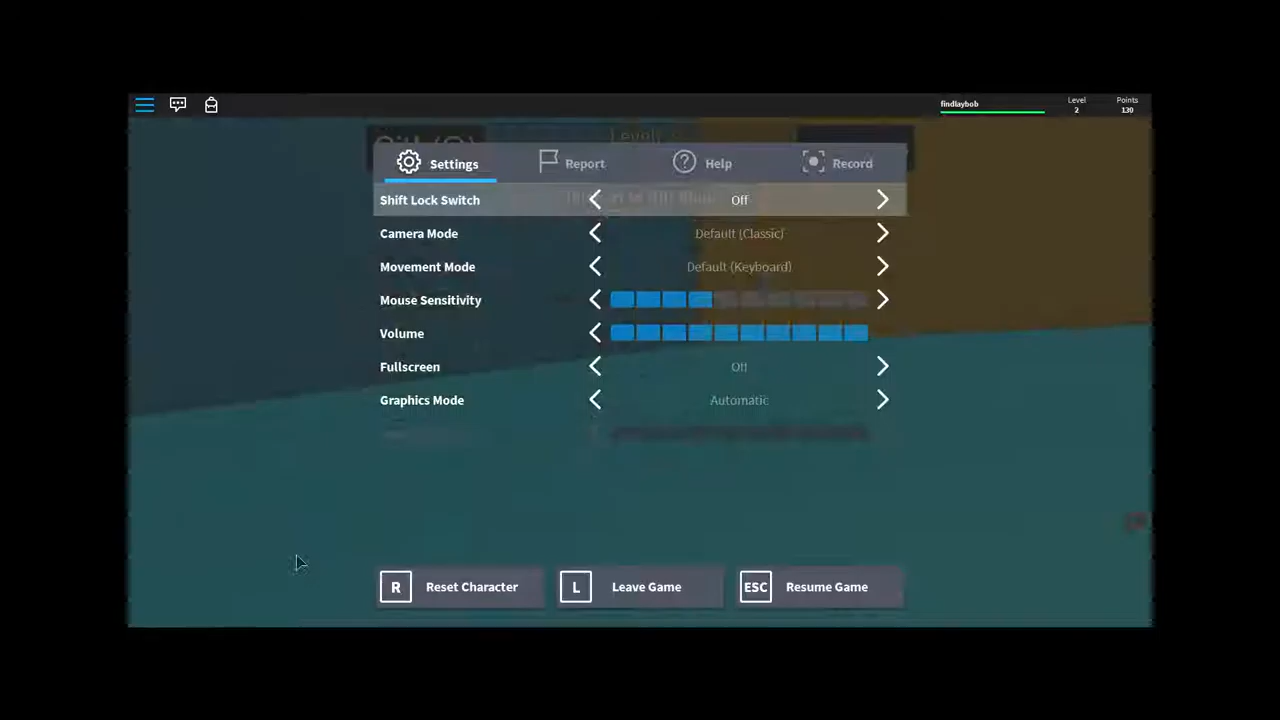 findlaybob
Level
2
Points
130
Settings
Report
Help
Record
Shift Lock Switch
Off
Camera Mode
Default (Classic)
Movement Mode
Default (Keyboard)
Mouse Sensitivity
Volume
Fullscreen
Off
Graphics Mode
Automatic
R
Reset Character
L
Leave Game
ESC
Resume Game